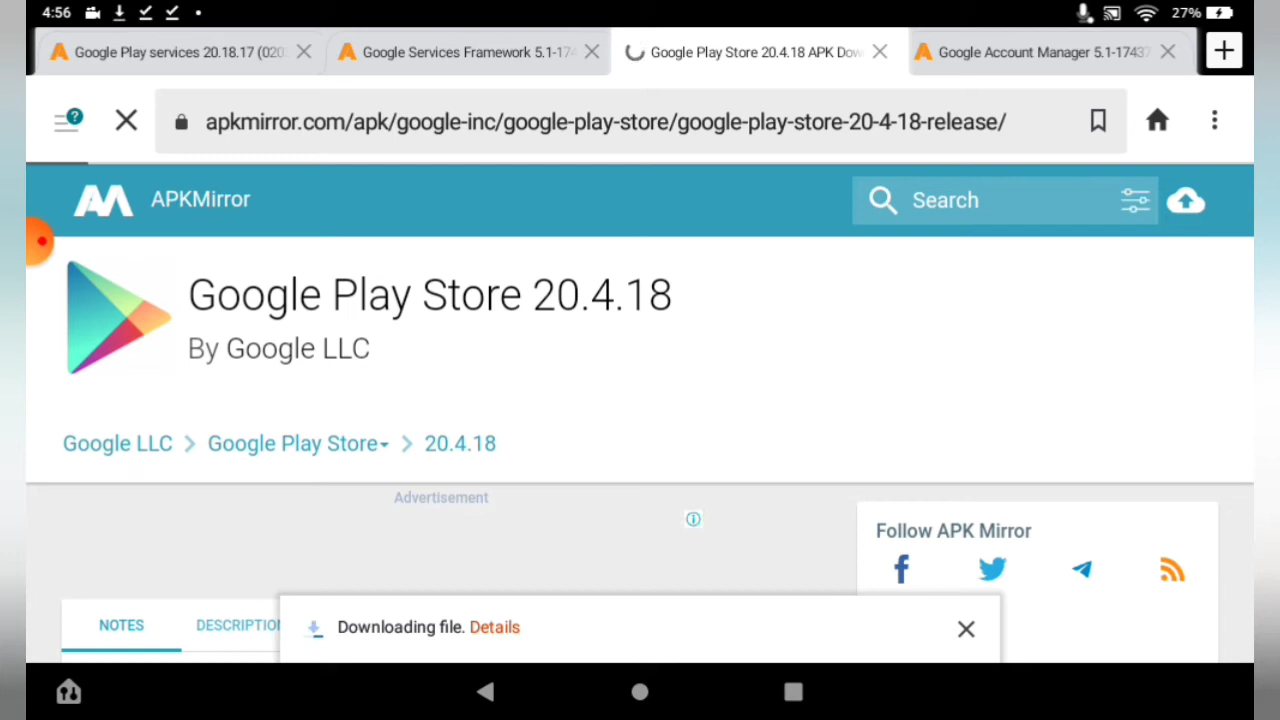 4:56
27%
Google Play services 20.18.17 (020
Google Services Framework 5.1-174
Google Play Store 20.4.18 APK Dow
Google Account Manager 5.1-17437
apkmirror.com/apk/google-inc/google-play-store/google-play-store-20-4-18-release/
APKMirror
Search
Google Play Store 20.4.18
By Google LLC
Google LLC > Google Play Store > 20.4.18
Advertisement
Follow APK Mirror
NOTES
DESCRIPTION
Downloading file. Details